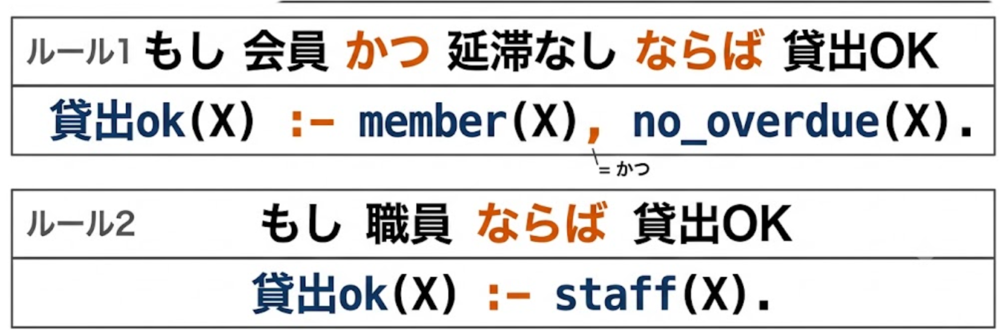 ルール1 もし 会員 かつ 延滞なし ならば 貸出OK
貸出ok(X) :- member(X), no_overdue(X).
= かつ
ルール2 もし 職員 ならば 貸出OK
貸出ok(X) :- staff(X).